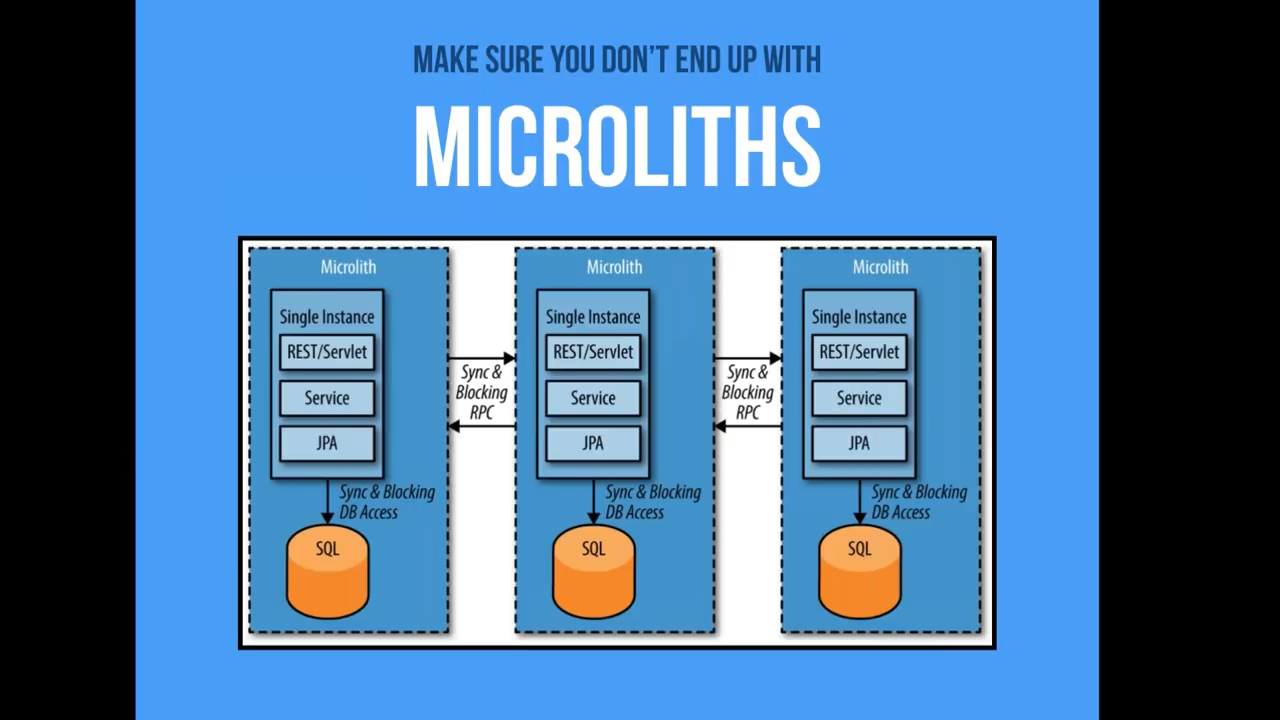 MAKE SURE YOU DON'T END UP WITH
MICROLITHS
Microlith
Single Instance
REST/Servlet
Service
JPA
Sync & Blocking
DB Access
SQL
Sync &
Blocking
RPC
Microlith
Single Instance
REST/Servlet
Service
JPA
Sync & Blocking
DB Access
SQL
Sync &
Blocking
RPC
Microlith
Single Instance
REST/Servlet
Service
JPA
Sync & Blocking
DB Access
SQL